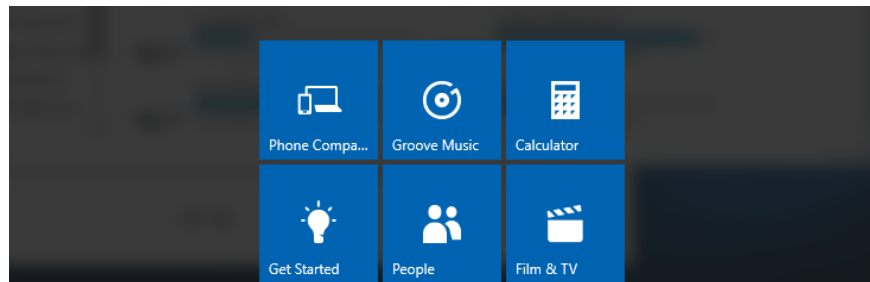 Phone Compa...
Groove Music
Calculator
Get Started
People
Film & TV